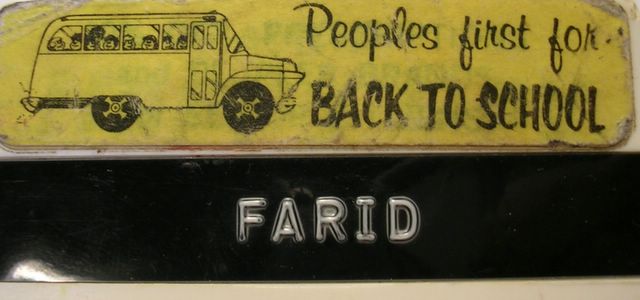 Peoples first for
BACK TO SCHOOL
FARID